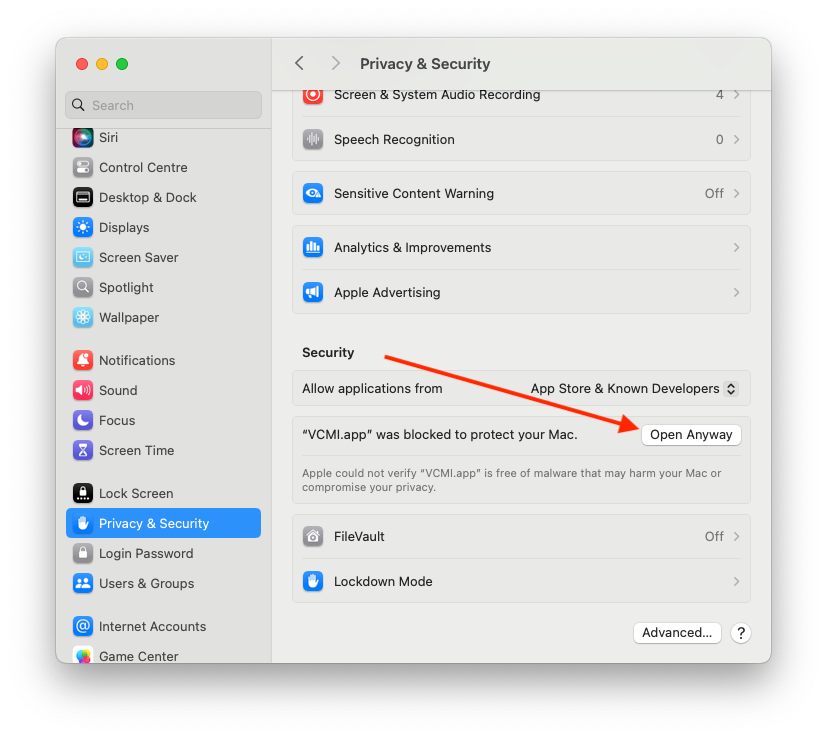 Search
Siri
Control Centre
Desktop & Dock
Displays
Screen Saver
Spotlight
Wallpaper
Notifications
Sound
Focus
Screen Time
Lock Screen
Privacy & Security
Login Password
Users & Groups
Internet Accounts
Game Center
Privacy & Security
Screen & System Audio Recording 4
Speech Recognition 0
Sensitive Content Warning Off
Analytics & Improvements
Apple Advertising
Security
Allow applications from App Store & Known Developers
“VCMI.app” was blocked to protect your Mac. Open Anyway
Apple could not verify “VCMI.app” is free of malware that may harm your Mac or
compromise your privacy.
FileVault Off
Lockdown Mode
Advanced... ?